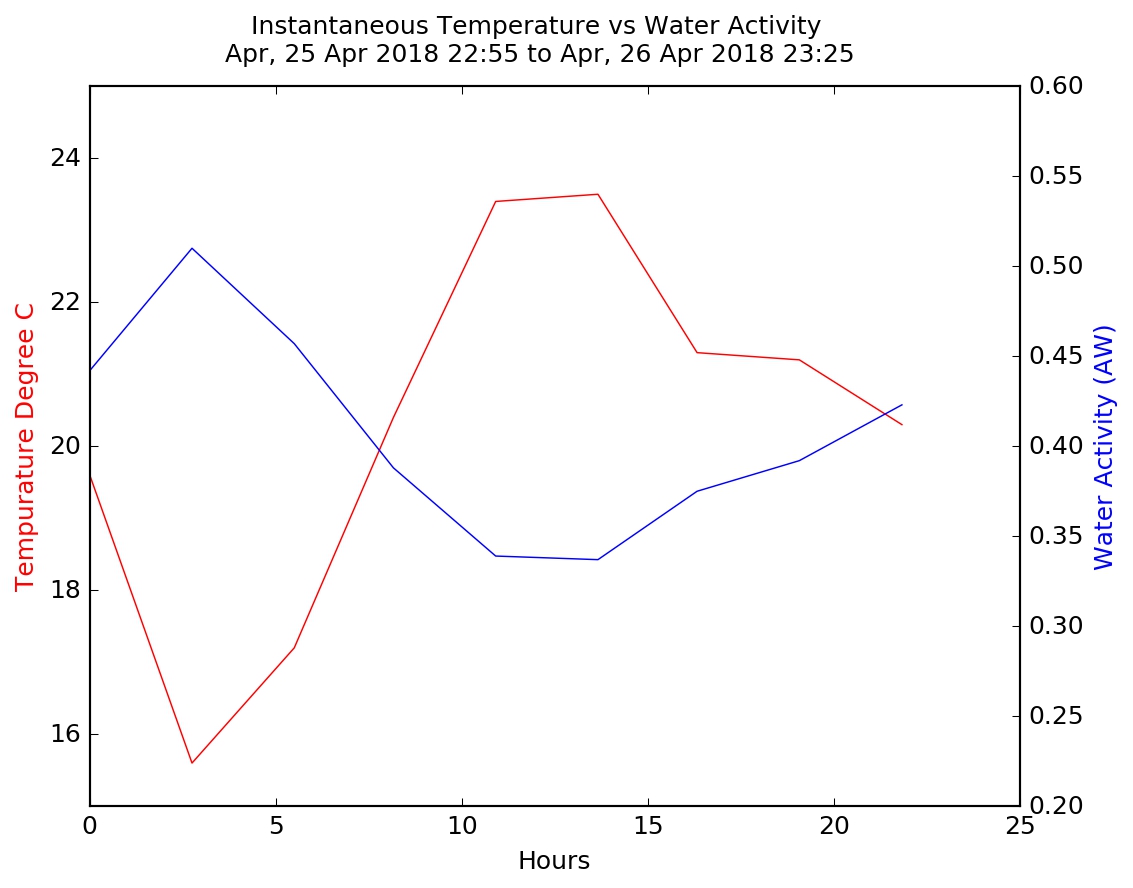 Instantaneous Temperature vs Water Activity
Apr, 25 Apr 2018 22:55 to Apr, 26 Apr 2018 23:25
24
22
20
18
16
Tempurature Degree C
0.60
0.55
0.50
0.45
0.40
0.35
0.30
0.25
0.20
Water Activity (AW)
0 5 10 15 20 25
Hours